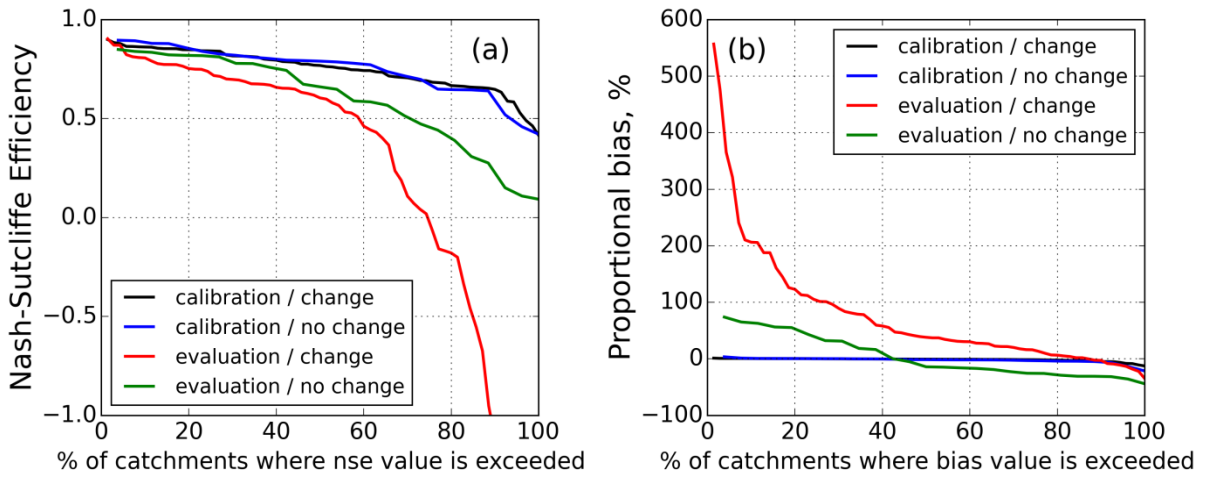 Nash-Sutcliffe Efficiency
1.0
0.5
0.0
−0.5
−1.0
(a)
calibration / change
calibration / no change
evaluation / change
evaluation / no change
0 20 40 60 80 100
% of catchments where nse value is exceeded
Proportional bias, %
600
500
400
300
200
100
0
−100
(b)
calibration / change
calibration / no change
evaluation / change
evaluation / no change
0 20 40 60 80 100
% of catchments where bias value is exceeded